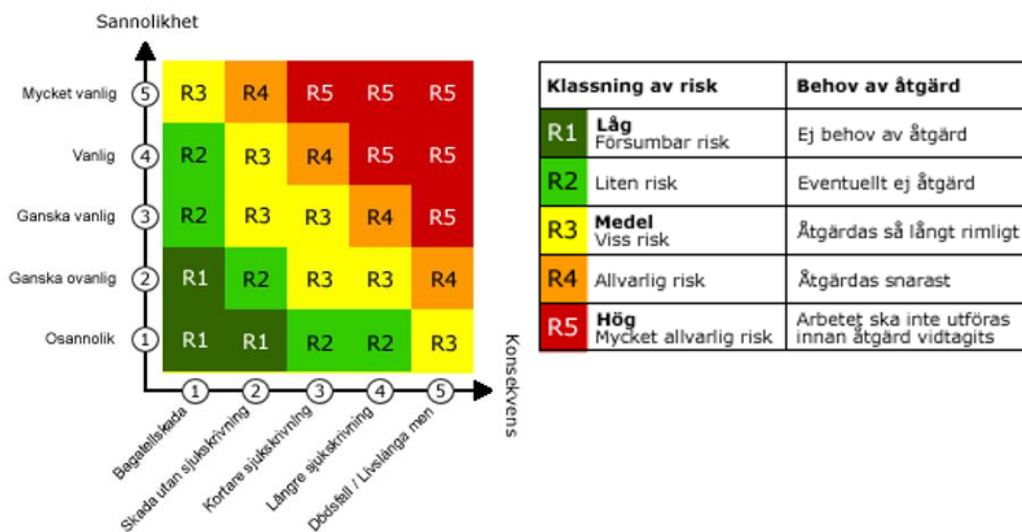 Sannolikhet
Mycket vanlig 5 R3 R4 R5 R5 R5
Vanlig 4 R2 R3 R4 R5 R5
Ganska vanlig 3 R2 R3 R3 R4 R5
Ganska ovanlig 2 R1 R2 R3 R3 R4
Osannolik 1 R1 R1 R2 R2 R3
1 2 3 4 5
Konsekvens
Bagatellskada
Skada utan sjukskrivning
Kortare sjukskrivning
Längre sjukskrivning
Dödsfall / Livslånga men
Klassning av risk Behov av åtgärd
R1 Låg
Försumbar risk Ej behov av åtgärd
R2 Liten risk Eventuellt ej åtgärd
R3 Medel
Viss risk Åtgärdas så långt rimligt
R4 Allvarlig risk Åtgärdas snarast
R5 Hög Arbetet ska inte utföras
Mycket allvarlig risk innan åtgärd vidtagits